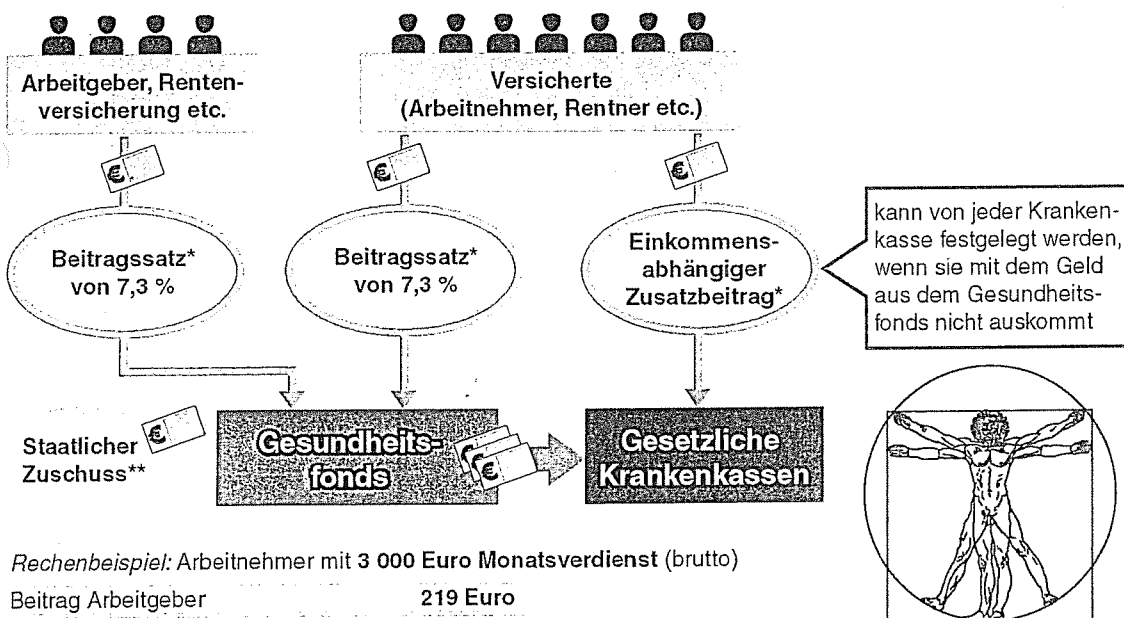 Arbeitgeber, Renten-
versicherung etc.
Versicherte
(Arbeitnehmer, Rentner etc.)
€
€
€
Beitragssatz*
von 7,3 %
Beitragssatz*
von 7,3 %
Einkommens-
abhängiger
Zusatzbeitrag*
kann von jeder Kranken-
kasse festgelegt werden,
wenn sie mit dem Geld
aus dem Gesundheits-
fonds nicht auskommt
Staatlicher
Zuschuss**
€
Gesundheits-
fonds
€
Gesetzliche
Krankenkassen
Rechenbeispiel: Arbeitnehmer mit 3 000 Euro Monatsverdienst (brutto)
Beitrag Arbeitgeber 219 Euro